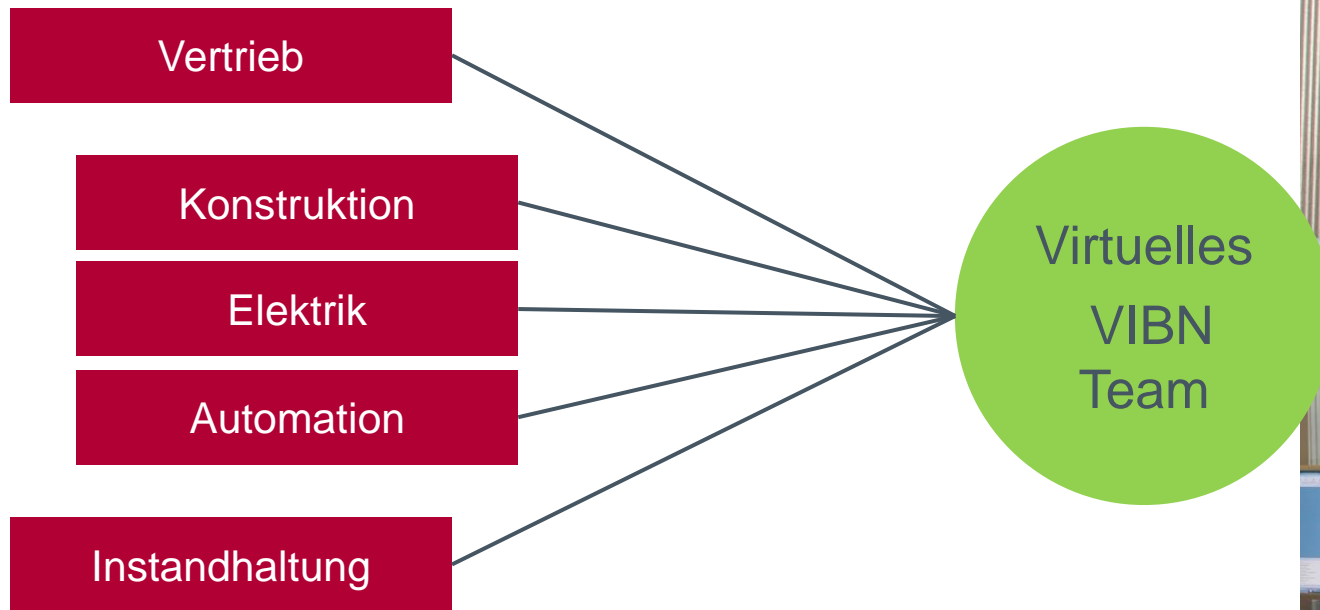 Vertrieb
Konstruktion
Elektrik
Automation
Instandhaltung
Virtuelles
VIBN
Team